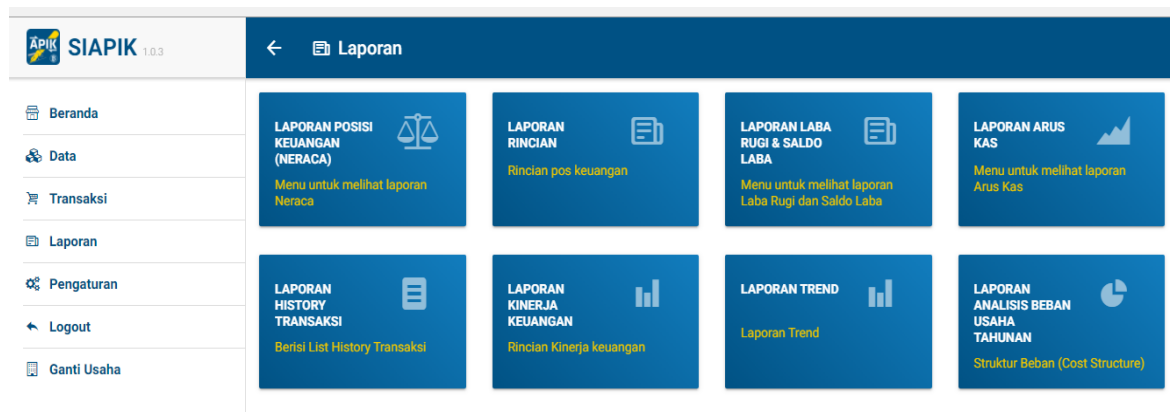 APIK
SIAPIK 1.0.3
Laporan
Beranda
Data
Transaksi
Laporan
Pengaturan
Logout
Ganti Usaha
LAPORAN POSISI
KEUANGAN
(NERACA)
Menu untuk melihat laporan
Neraca
LAPORAN
RINCIAN
Rincian pos keuangan
LAPORAN LABA
RUGI & SALDO
LABA
Menu untuk melihat laporan
Laba Rugi dan Saldo Laba
LAPORAN ARUS
KAS
Menu untuk melihat laporan
Arus Kas
LAPORAN
HISTORY
TRANSAKSI
Berisi List History Transaksi
LAPORAN
KINERJA
KEUANGAN
Rincian Kinerja keuangan
LAPORAN TREND
Laporan Trend
LAPORAN
ANALISIS BEBAN
USAHA
TAHUNAN
Struktur Beban (Cost Structure)